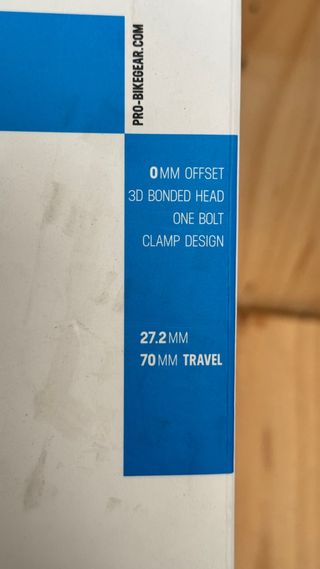 PRO-BIKEGEAR.COM
0MM OFFSET
3D BONDED HEAD
ONE BOLT
CLAMP DESIGN
27.2MM
70MM TRAVEL